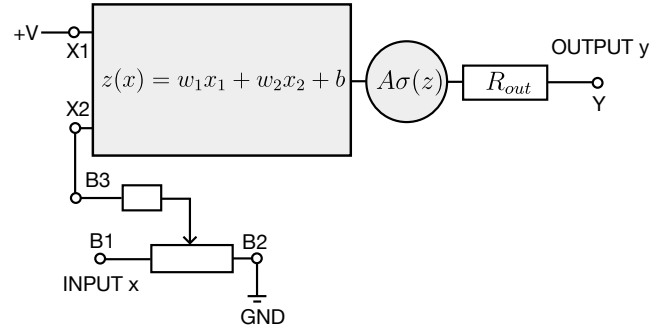 +V
X1
OUTPUT y
z(x) = w₁x₁ + w₂x₂ + b
Aσ(z)
R_out
Y
X2
B3
B1
B2
INPUT x
GND